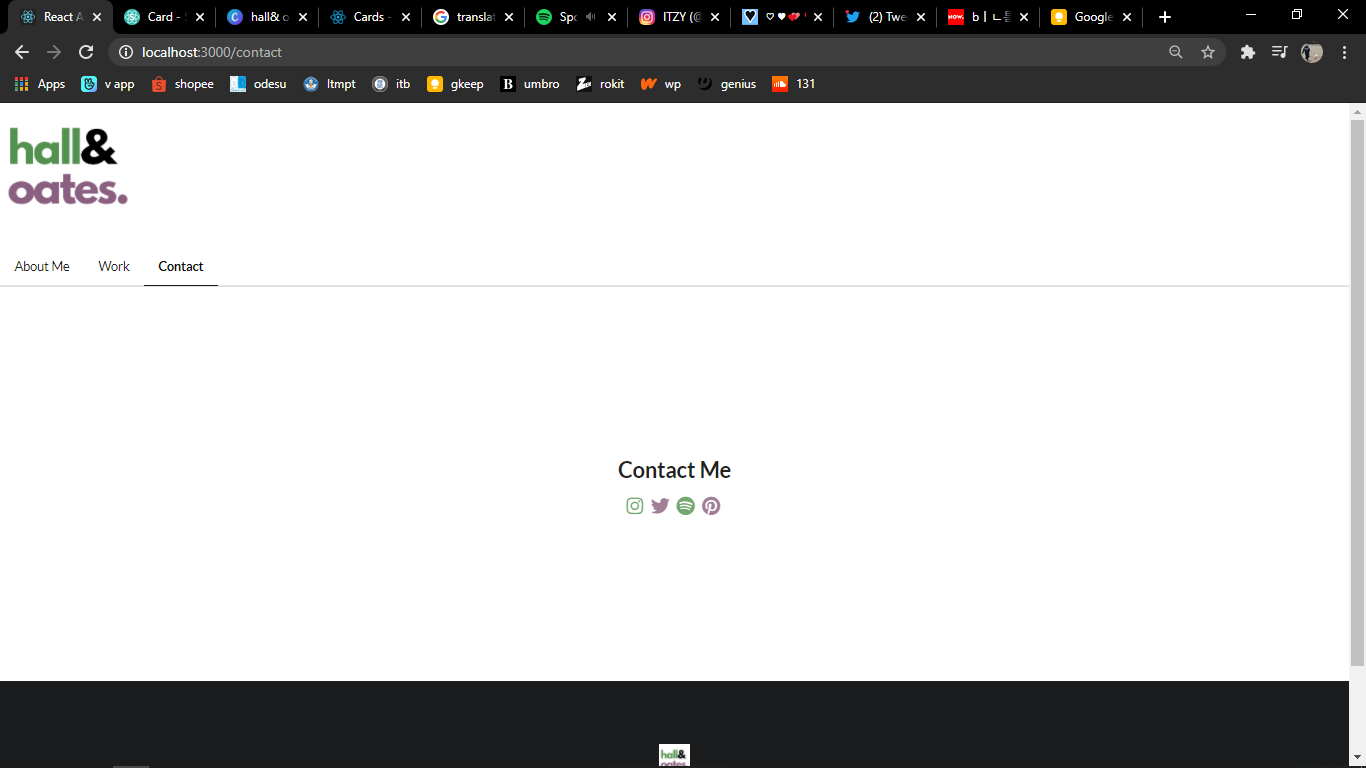 React A
Card -
hall& o
Cards -
translat
Spo
ITZY (@
(2) Twe
Google
localhost:3000/contact
Apps
v app
shopee
odesu
ltmpt
itb
gkeep
umbro
rokit
wp
genius
131
hall&
oates.
About Me
Work
Contact
Contact Me
hall&
oates.